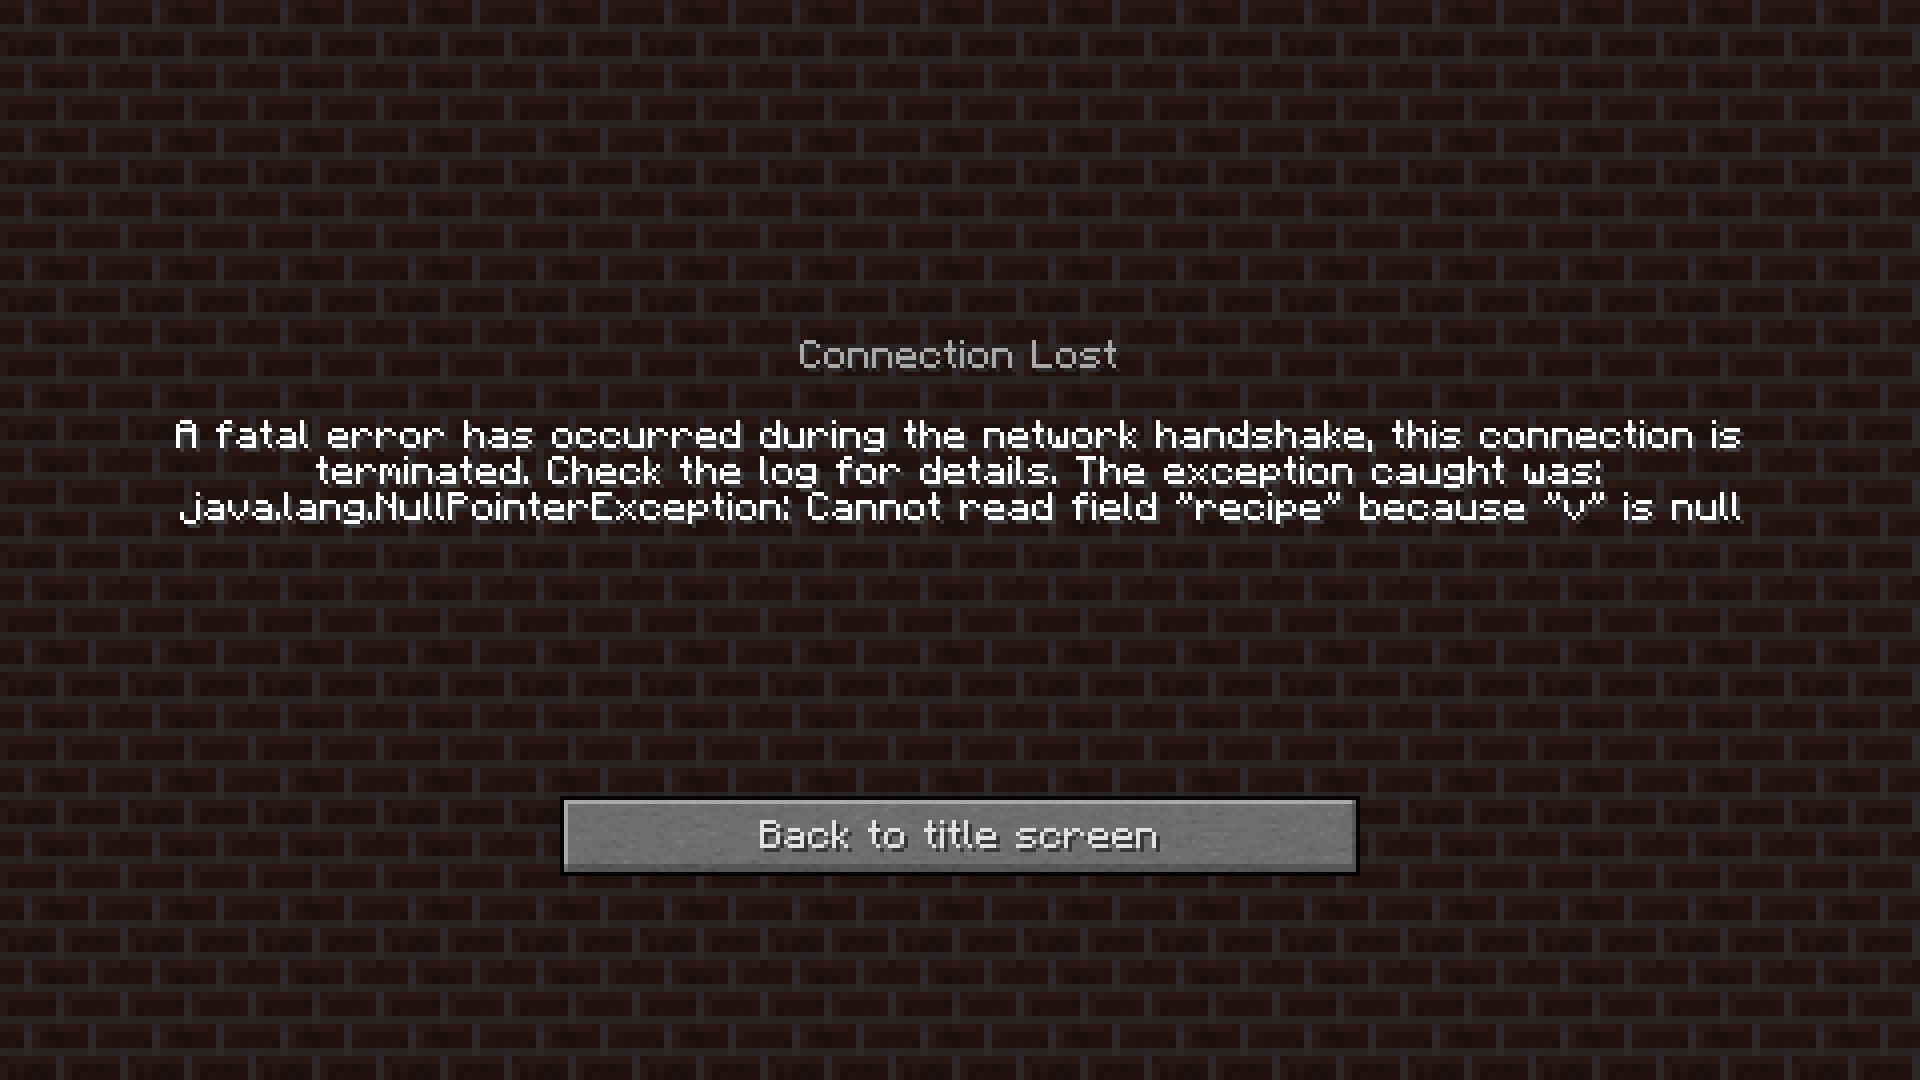 Connection Lost
A fatal error has occurred during the network handshake, this connection is
terminated. Check the log for details. The exception caught was:
java.lang.NullPointerException: Cannot read field "recipe" because "v" is null
Back to title screen